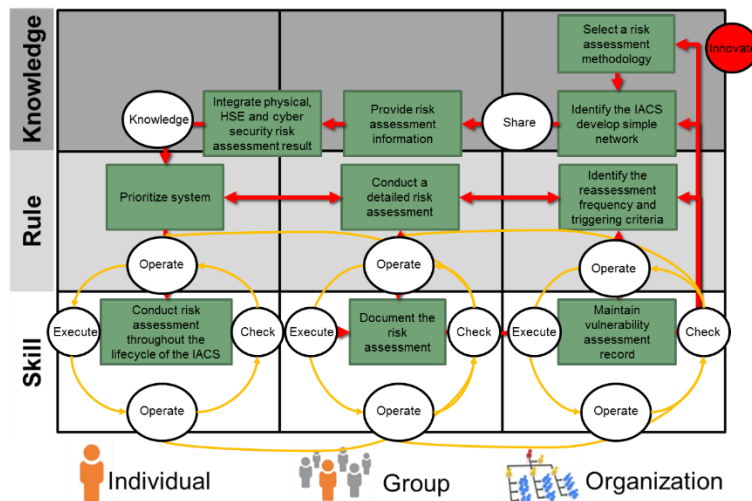 Knowledge
Select a risk
assessment
methodology
Innovate
Knowledge
Integrate physical,
HSE and cyber
security risk
assessment result
Provide risk
assessment
information
Share
Identify the IACS
develop simple
network
Rule
Prioritize system
Conduct a
detailed risk
assessment
Identify the
reassessment
frequency and
triggering criteria
Operate
Operate
Operate
Skill
Execute
Conduct risk
assessment
throughout the
lifecycle of the IACS
Check
Execute
Document the
risk
assessment
Check
Execute
Maintain
vulnerability
assessment
record
Check
Operate
Operate
Operate
Individual
Group
Organization